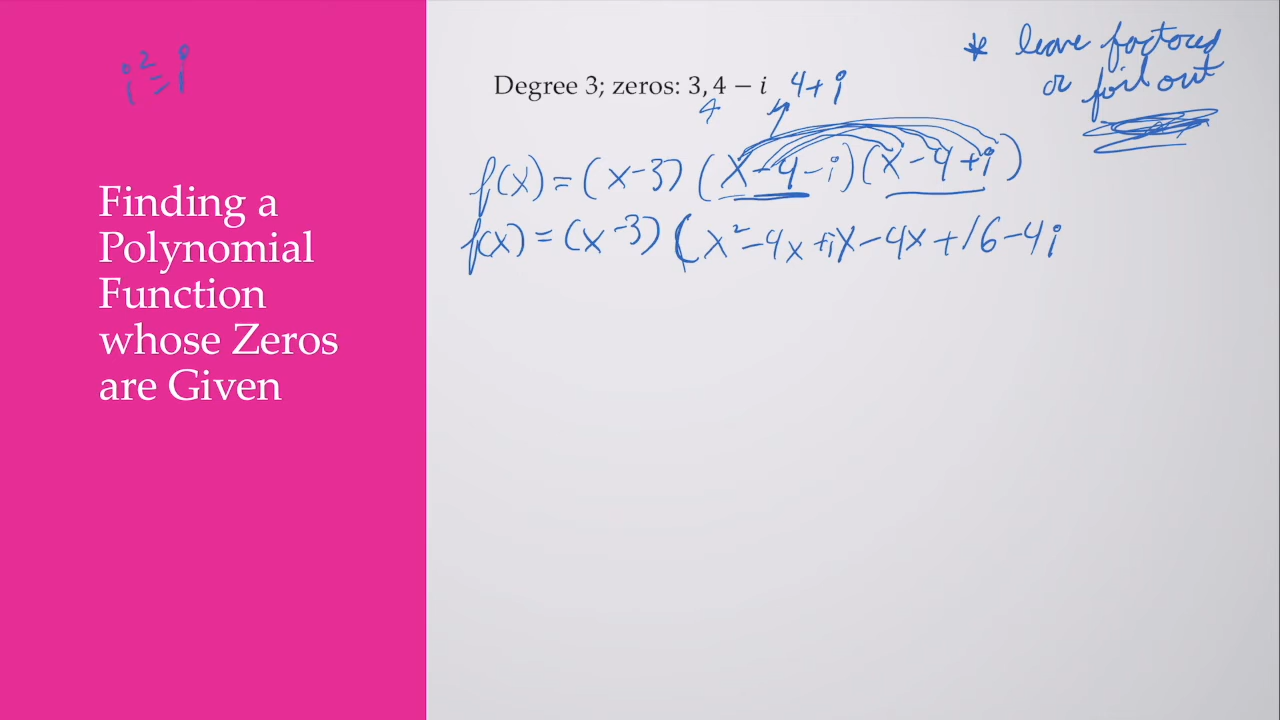 i² = i
Finding a
Polynomial
Function
whose Zeros
are Given
Degree 3; zeros: 3, 4 − i 4+i
4
* leave factored
or foil out
f(x) = (x-3) (x-4-i)(x-4+i)
f(x) = (x-3) (x²-4x+ix-4x+16-4i